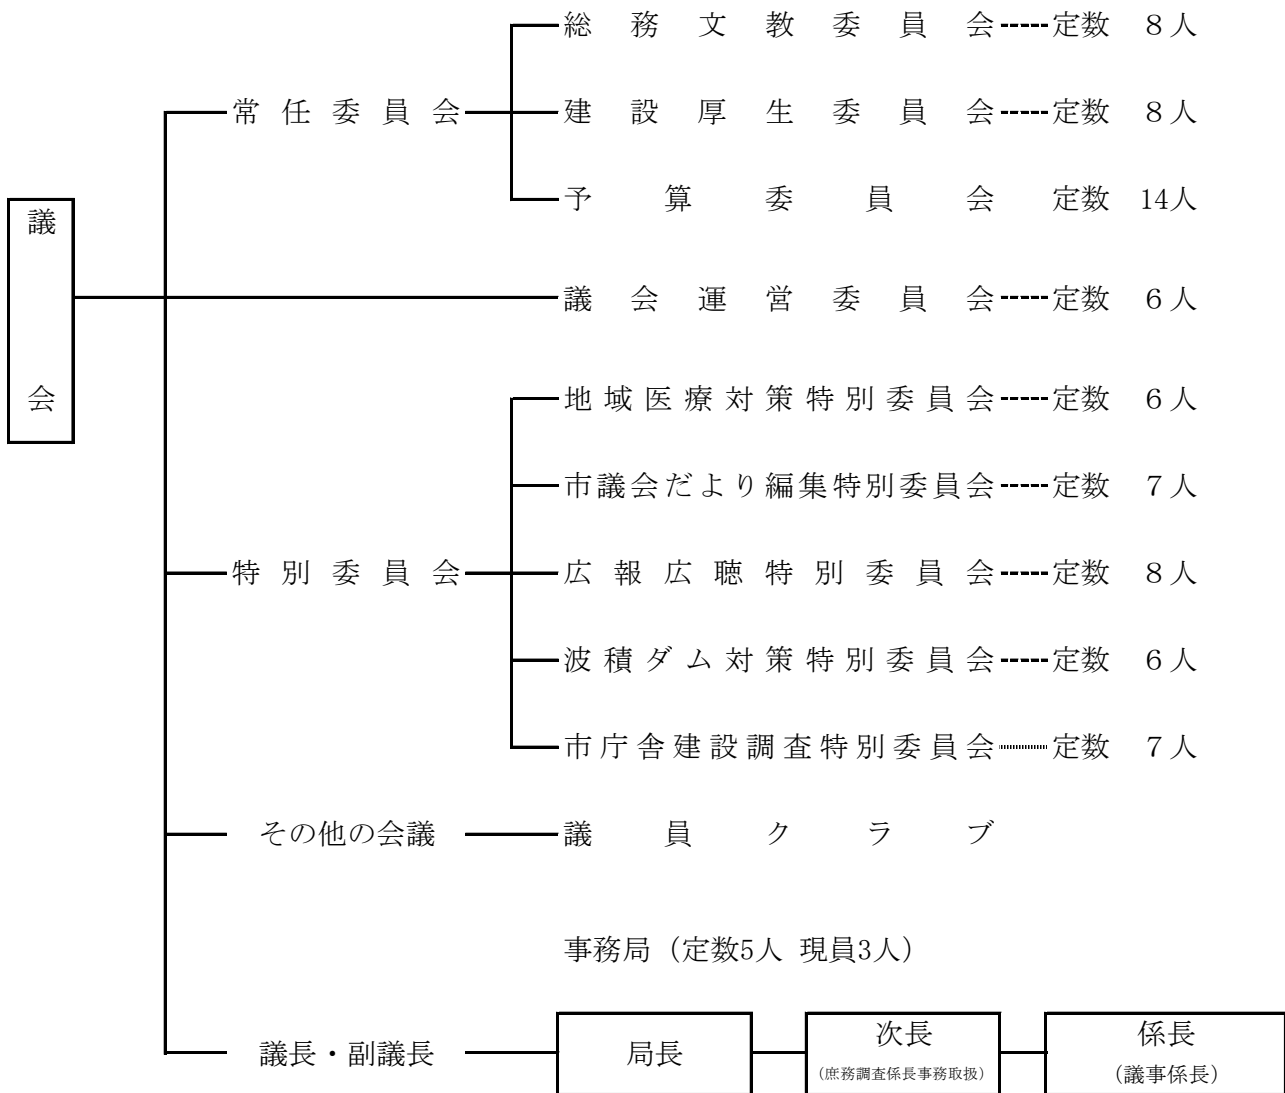 総務文教委員会 定数 8人
常任委員会 建設厚生委員会 定数 8人
予算委員会 定数 14人
議会
議会運営委員会 定数 6人
地域医療対策特別委員会 定数 6人
市議会だより編集特別委員会 定数 7人
特別委員会 広報広聴特別委員会 定数 8人
波積ダム対策特別委員会 定数 6人
市庁舎建設調査特別委員会 定数 7人
その他の会議 議員クラブ
事務局（定数5人 現員3人）
議長・副議長 局長 次長 係長
（庶務調査係長事務取扱） （議事係長）